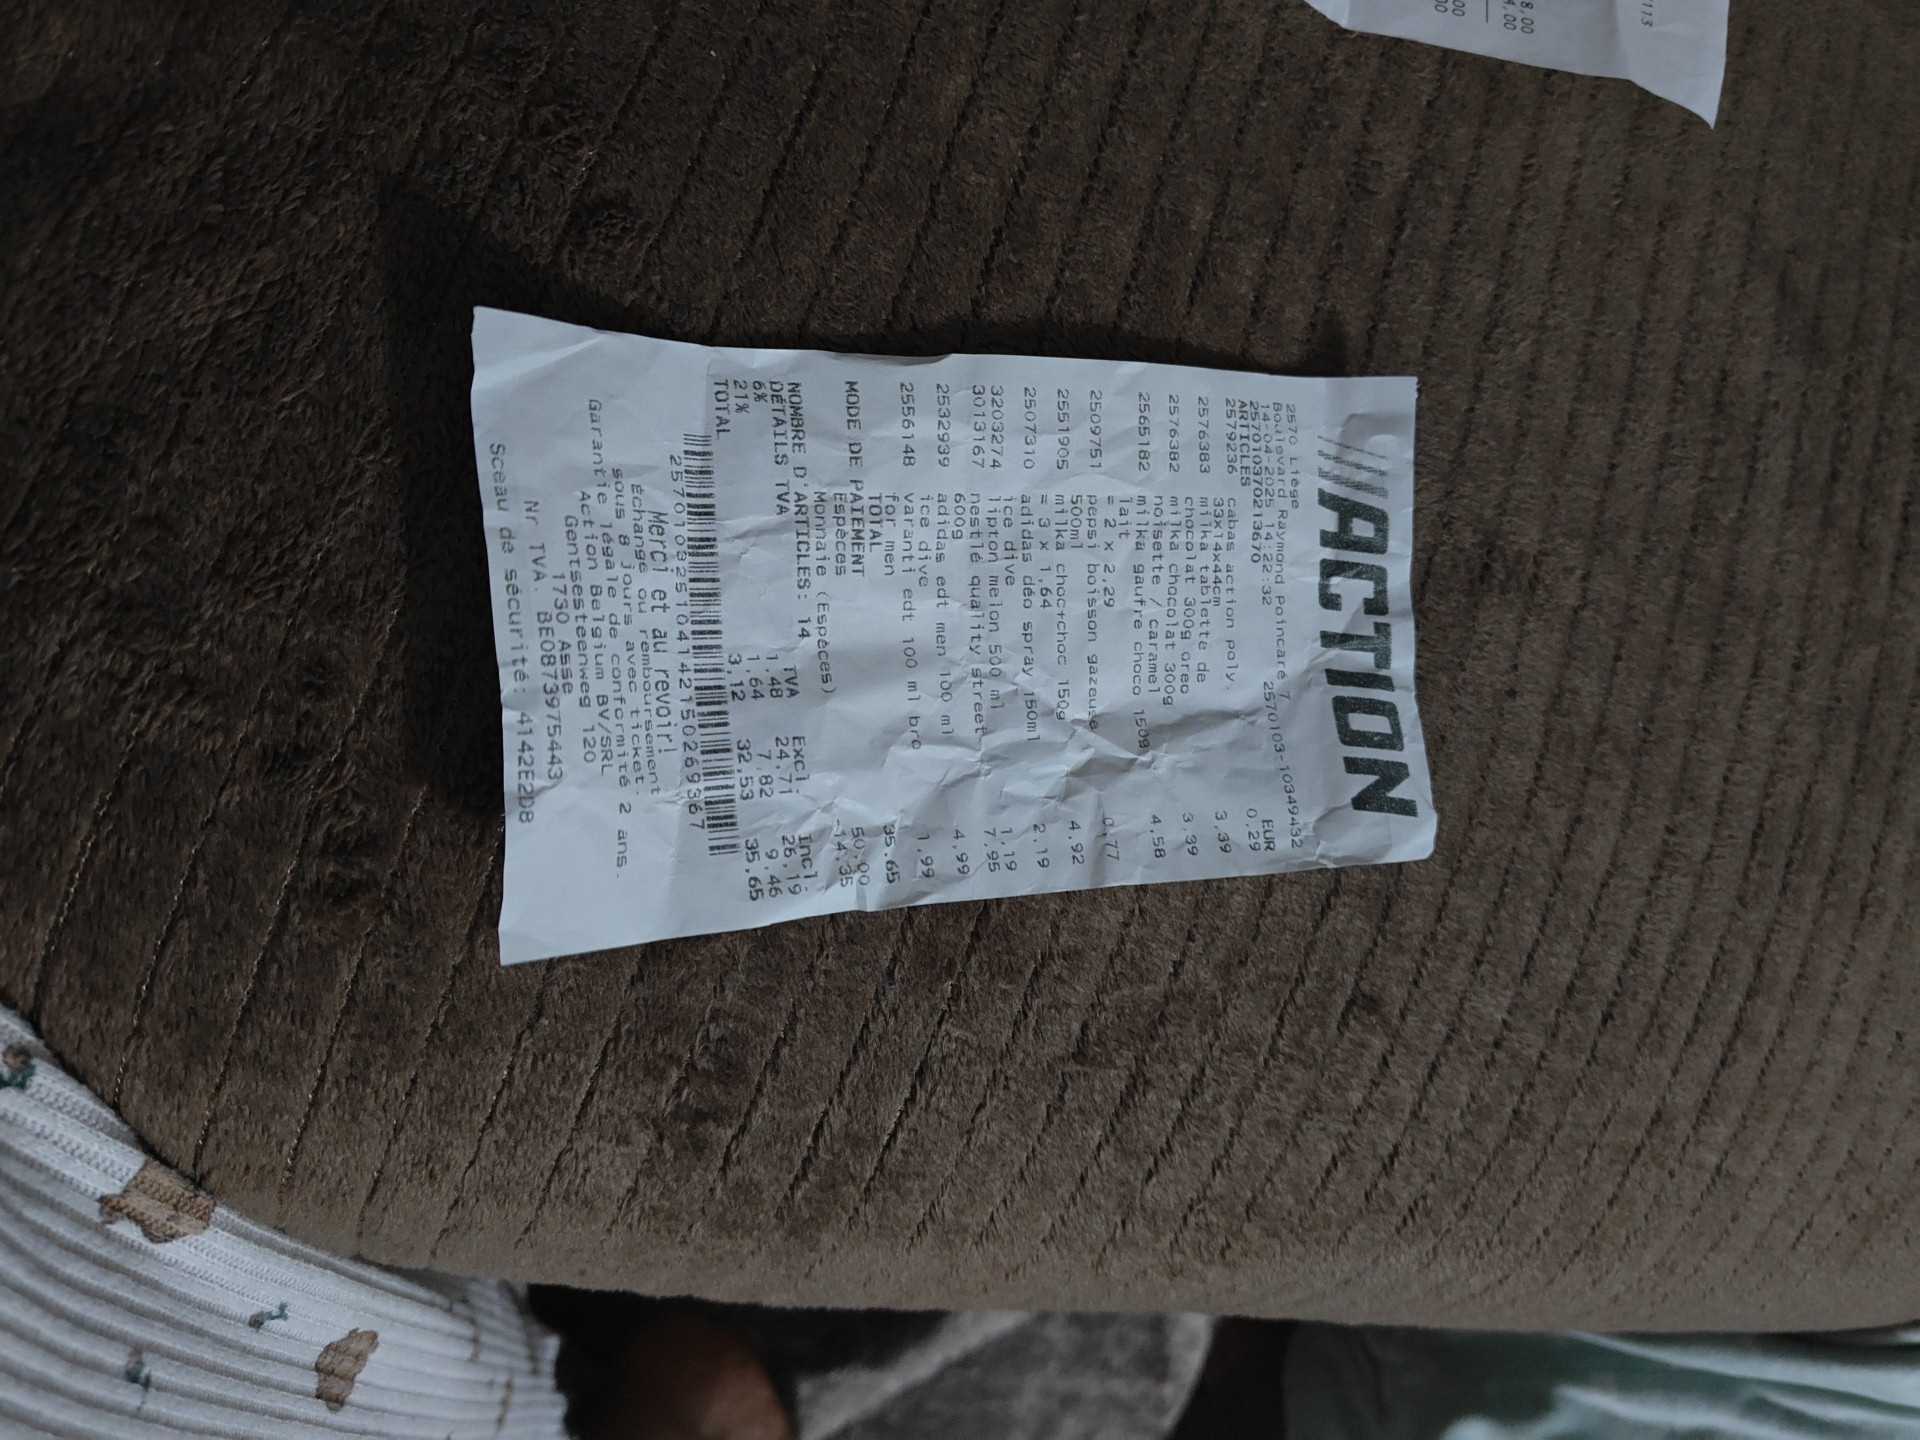 ACTION
2570 Liège
Boulevard Raymond Poincaré 7
14-04-2025 14:22:32 2570103-10349432
257010370213670
ARTICLES EUR
2579236 cabas action poly. 0,29
33x14x44cm
2576383 milka tablette de 3,39
chocolat 300g oreo
2576382 milka chocolat 300g 3,39
noisette / caramel
2565182 milka gaufre choco 150g 4,58
lait
= 2 x 2,29
2509751 pepsi boisson gazeuse 0,77
500ml
2551905 milka choc+choc 150g 4,92
= 3 x 1,64
2507310 adidas déo spray 150ml 2,19
ice dive
3203274 lipton melon 500 ml 1,19
3013167 nestlé quality street 7,95
600g
2532939 adidas edt men 100 ml 4,99
ice dive
2556148 varanti edt 100 ml bro 1,99
for men
TOTAL 35.65
MODE DE PAIEMENT
Espèces 50,00
Monnaie (Espèces) -14,35
NOMBRE D'ARTICLES: 14
DÉTAILS TVA TVA Excl. Incl.
6% 1,48 24,71 26,19
21% 1,64 7,82 9,46
TOTAL 3,12 32,53 35,65
Merci et au revoir!
Échange ou remboursement
sous 8 jours avec ticket.
Garantie légale de conformité 2 ans.
Action Belgium BV/SRL
Gentsesteenweg 120
1730 Asse
Nr TVA. BE0873975443
Sceau de sécurité: 4142E2D8
113
8,00
4,00
00
00